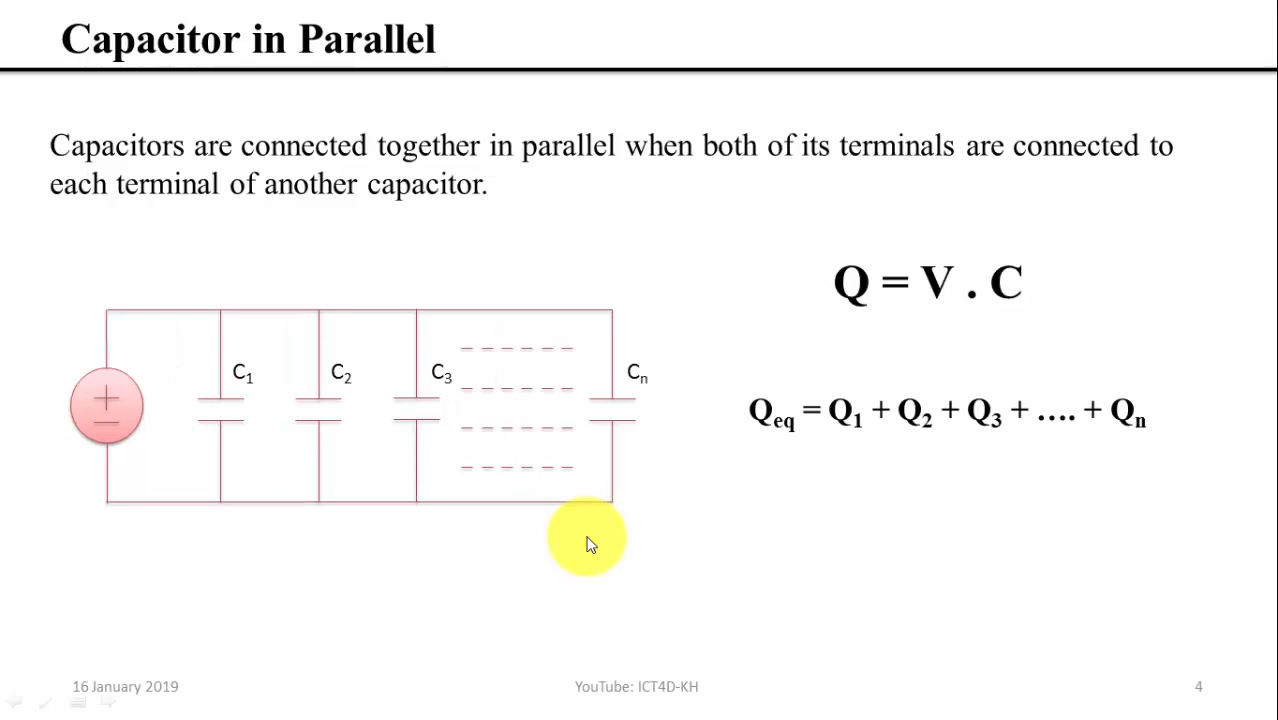 Capacitor in Parallel
Capacitors are connected together in parallel when both of its terminals are connected to
each terminal of another capacitor.
Q = V . C
C₁ C₂ C₃ Cₙ
+
−
Qeq = Q₁ + Q₂ + Q₃ + .... + Qₙ
16 January 2019 YouTube: ICT4D-KH 4